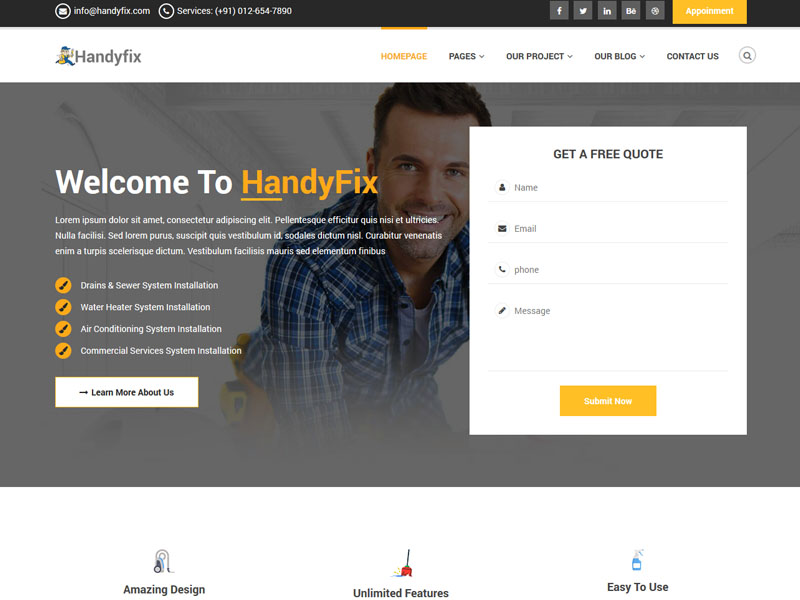 info@handyfix.com Services: (+91) 012-654-7890 Appoinment
Handyfix
HOMEPAGE PAGES OUR PROJECT OUR BLOG CONTACT US
GET A FREE QUOTE
Welcome To HandyFix
Lorem ipsum dolor sit amet, consectetur adipiscing elit. Pellentesque efficitur quis nisi et ultricies.
Nulla facilisi. Sed lorem purus, suscipit quis vestibulum id, sodales dictum nisl. Curabitur venenatis
enim a turpis scelerisque dictum. Vestibulum facilisis mauris sed elementum finibus
Drains & Sewer System Installation
Water Heater System Installation
Air Conditioning System Installation
Commercial Services System Installation
Learn More About Us
Name
Email
phone
Message
Submit Now
Amazing Design
Unlimited Features
Easy To Use